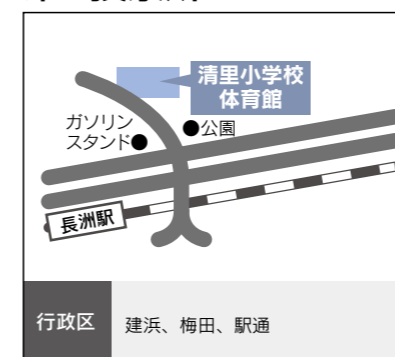 清里小学校
体育館
ガソリン
スタンド●
●公園
長洲駅
行政区
建浜、梅田、駅通